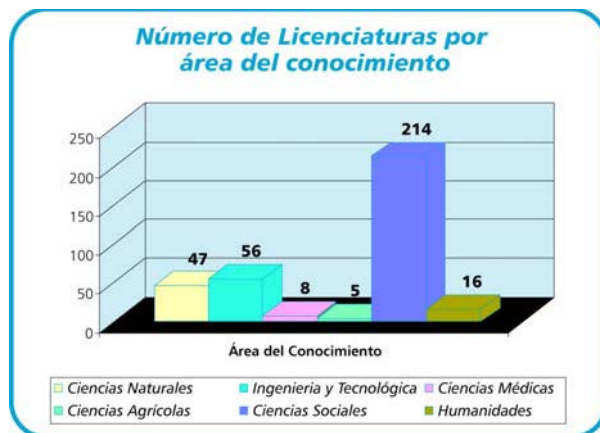 Número de Licenciaturas por
área del conocimiento
250
200
150
100
50
0
47
56
8
5
214
16
Área del Conocimiento
Ciencias Naturales
Ingenieria y Tecnológica
Ciencias Médicas
Ciencias Agrícolas
Ciencias Sociales
Humanidades